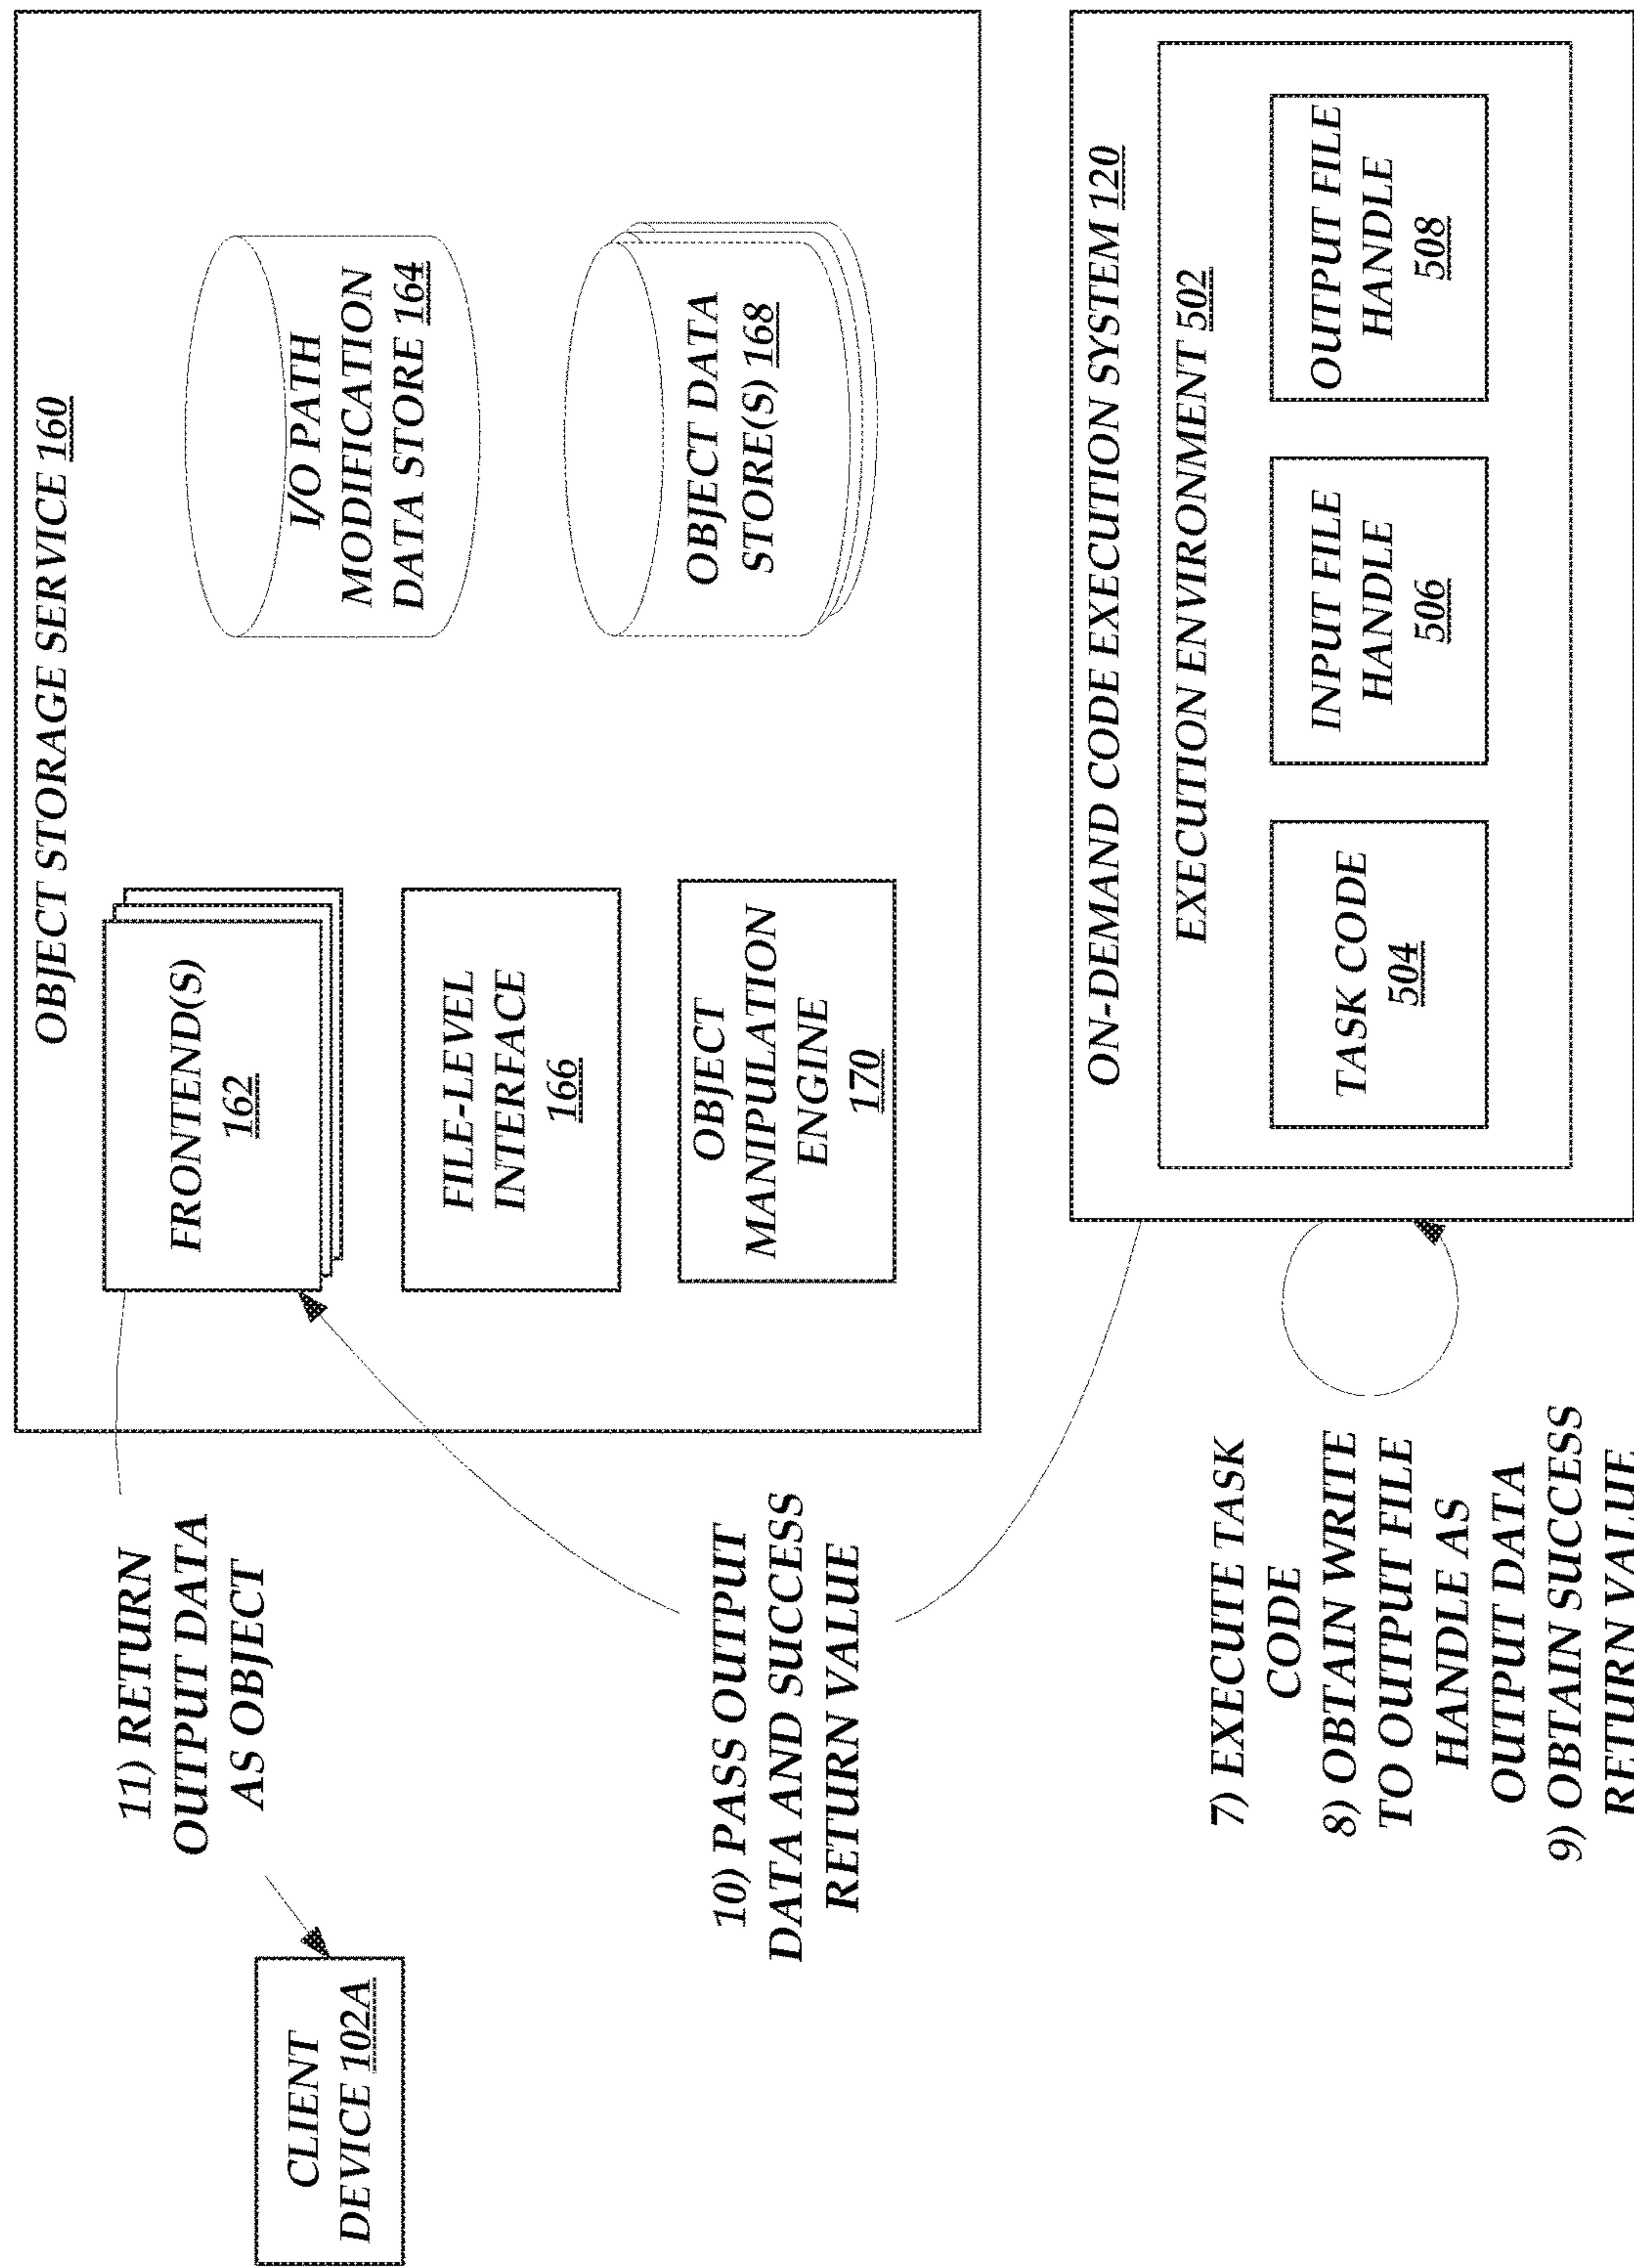 OBJECT STORAGE SERVICE 160
FRONTEND(S)
162
FILE-LEVEL
INTERFACE
166
OBJECT
MANIPULATION
ENGINE
170
I/O PATH
MODIFICATION
DATA STORE 164
OBJECT DATA
STORE(S) 168
11) RETURN
OUTPUT DATA
AS OBJECT
CLIENT
DEVICE 102A
10) PASS OUTPUT
DATA AND SUCCESS
RETURN VALUE
ON-DEMAND CODE EXECUTION SYSTEM 120
EXECUTION ENVIRONMENT 502
TASK CODE
504
INPUT FILE
HANDLE
506
OUTPUT FILE
HANDLE
508
7) EXECUTE TASK
CODE
8) OBTAIN WRITE
TO OUTPUT FILE
HANDLE AS
OUTPUT DATA
9) OBTAIN SUCCESS
RETURN VALUE